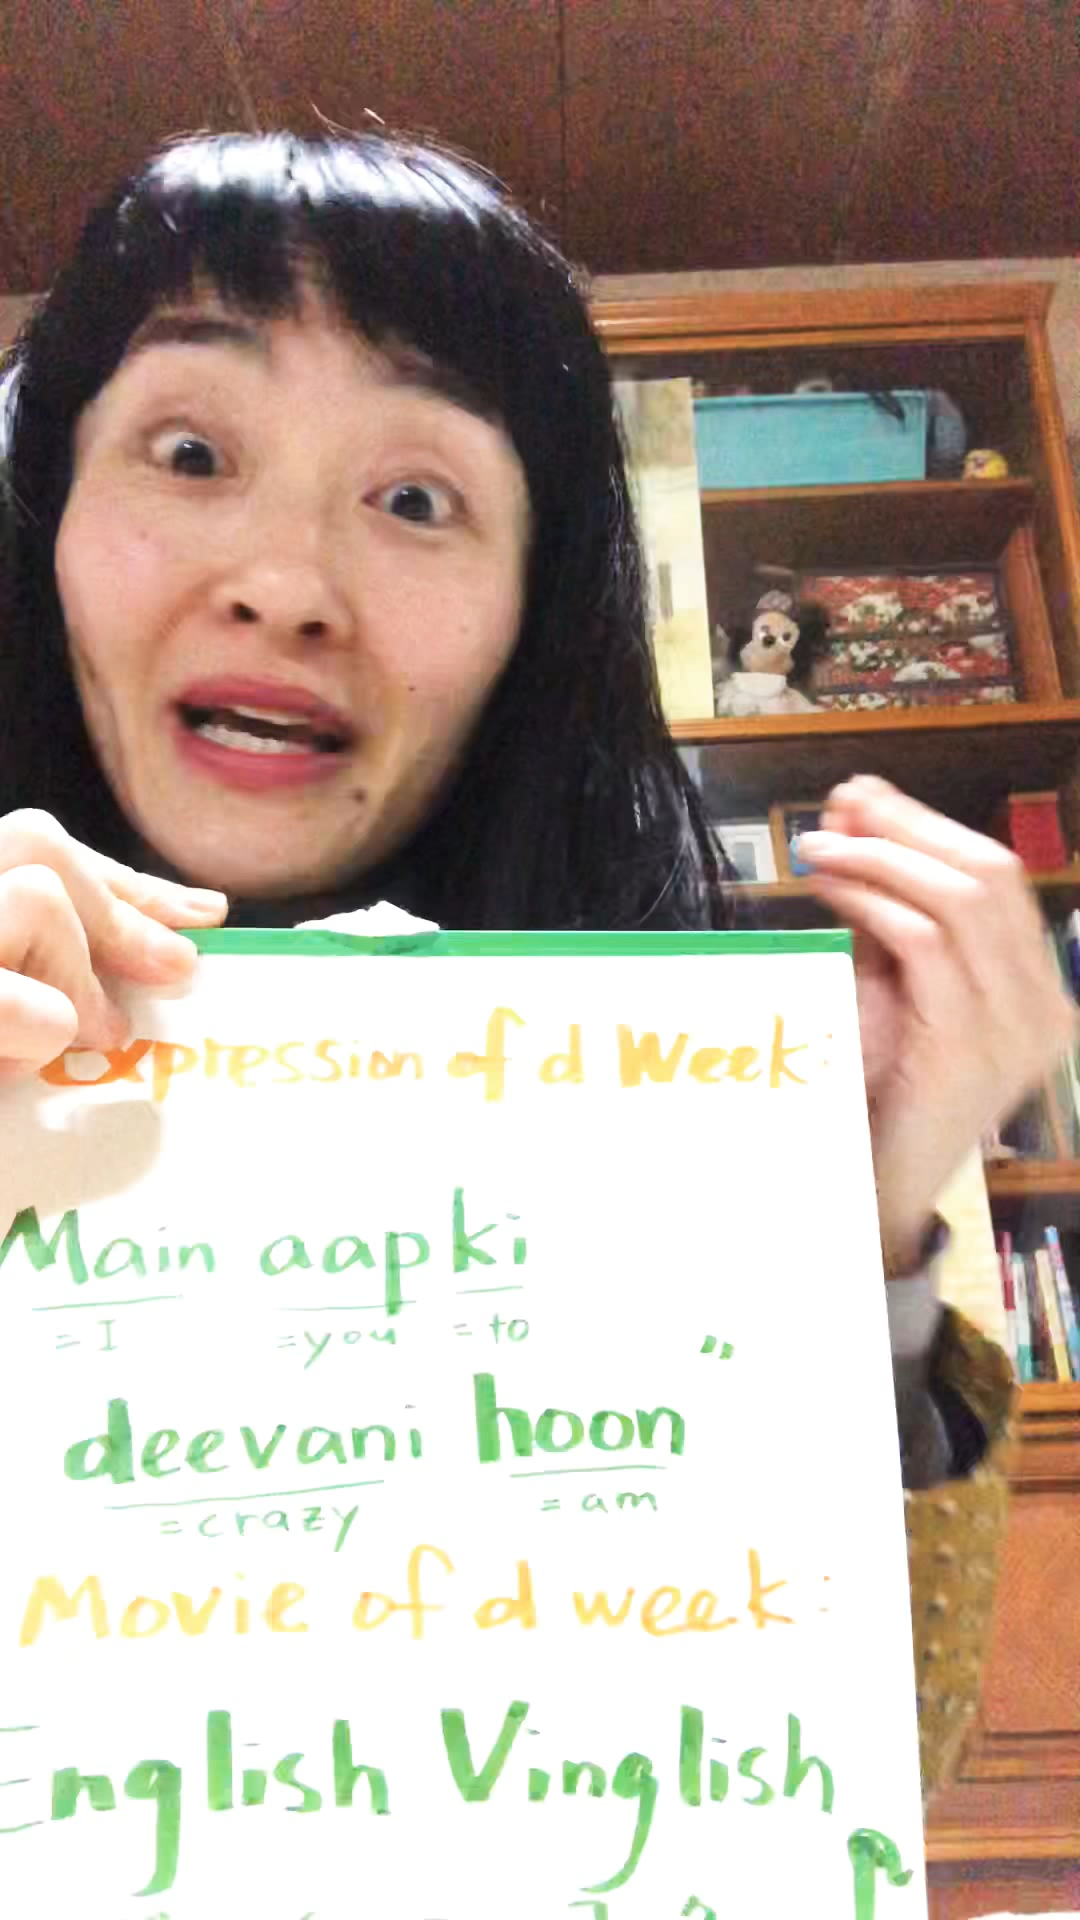 Expression of d Week:
Main aapki
= I =you = to
deevani hoon"
= crazy = am
Movie of d week:
English Vinglish